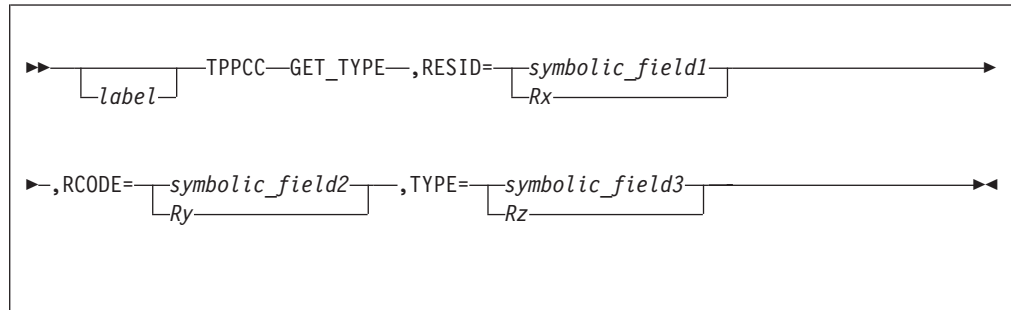 TPPCC GET_TYPE ,RESID= symbolic_field1
label Rx
,RCODE= symbolic_field2 ,TYPE= symbolic_field3
Ry Rz